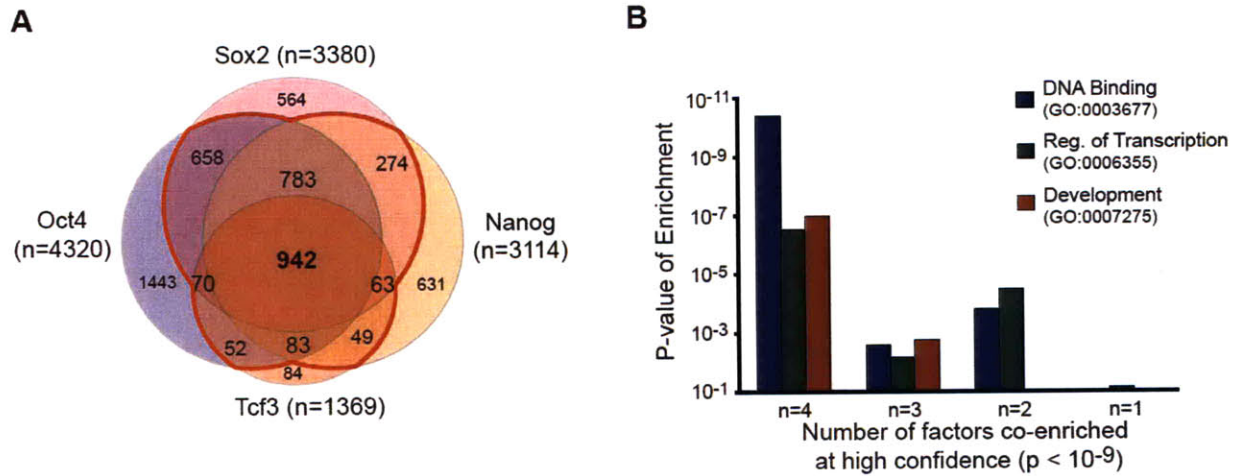 A
Sox2 (n=3380)
564
658
274
783
Oct4
(n=4320)
Nanog
(n=3114)
942
1443
70
63
631
52
83
49
84
Tcf3 (n=1369)
B
DNA Binding
(GO:0003677)
Reg. of Transcription
(GO:0006355)
Development
(GO:0007275)
P-value of Enrichment
10-11
10-9
10-7
10-5
10-3
10-1
n=4
n=3
n=2
n=1
Number of factors co-enriched
at high confidence (p < 10-9)